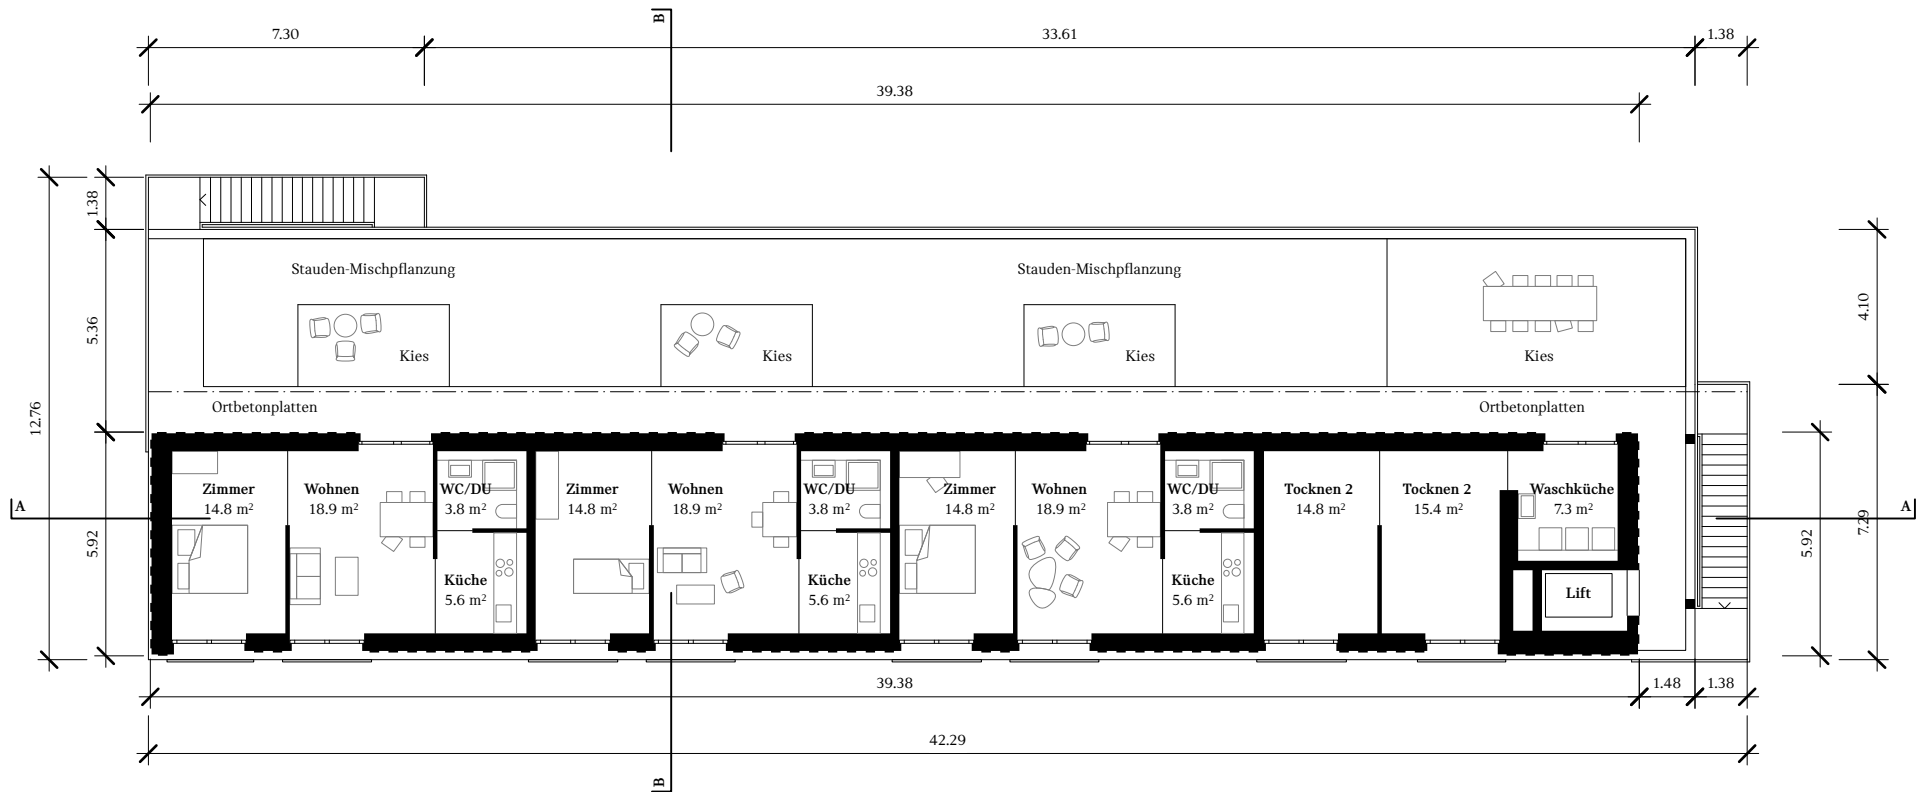 B
7.30
33.61
1.38
39.38
1.38
5.36
12.76
5.92
4.10
7.29
5.92
Stauden-Mischpflanzung
Stauden-Mischpflanzung
Kies
Kies
Kies
Kies
Ortbetonplatten
Ortbetonplatten
A
A
Zimmer
14.8 m²
Wohnen
18.9 m²
WC/DU
3.8 m²
Küche
5.6 m²
Zimmer
14.8 m²
Wohnen
18.9 m²
WC/DU
3.8 m²
Küche
5.6 m²
Zimmer
14.8 m²
Wohnen
18.9 m²
WC/DU
3.8 m²
Küche
5.6 m²
Tocknen 2
14.8 m²
Tocknen 2
15.4 m²
Waschküche
7.3 m²
Lift
39.38
1.48
1.38
42.29
B